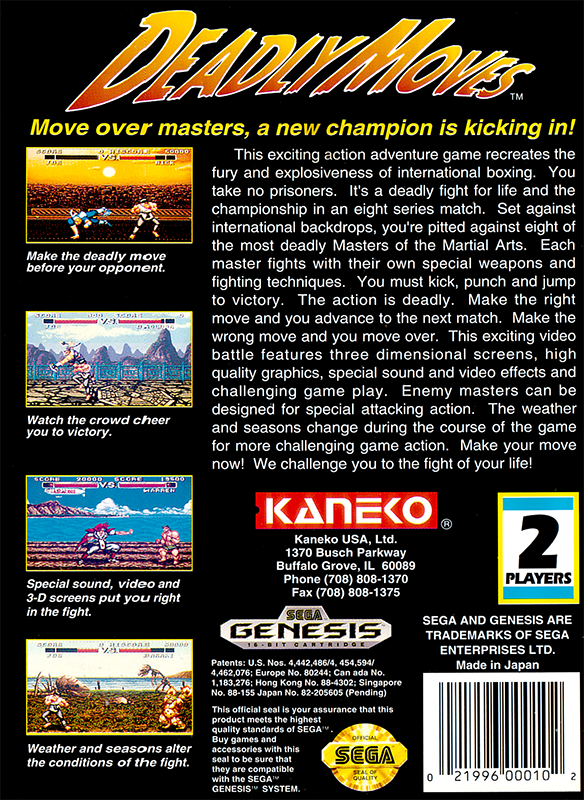 DEADLY MOVES™
Move over masters, a new champion is kicking in!
This exciting action adventure game recreates the
fury and explosiveness of international boxing. You
take no prisoners. It's a deadly fight for life and the
championship in an eight series match. Set against
international backdrops, you're pitted against eight of
the most deadly Masters of the Martial Arts. Each
master fights with their own special weapons and
fighting techniques. You must kick, punch and jump
to victory. The action is deadly. Make the right
move and you advance to the next match. Make the
wrong move and you move over. This exciting video
battle features three dimensional screens, high
quality graphics, special sound and video effects and
challenging game play. Enemy masters can be
designed for special attacking action. The weather
and seasons change during the course of the game
for more challenging game action. Make your move
now! We challenge you to the fight of your life!
V.S.
Make the deadly move
before your opponent.
V.S.
JOE
Watch the crowd cheer
you to victory.
SCORE 20000 SCORE
V.S.
WARREN
Special sound, video and
3-D screens put you right
in the fight.
V.S.
JOE
Weather and seasons alter
the conditions of the fight.
KANEKO®
Kaneko USA, Ltd.
1370 Busch Parkway
Buffalo Grove, IL 60089
Phone (708) 808-1370
Fax (708) 808-1375
2
PLAYERS
SEGA
GENESIS
16-BIT CARTRIDGE
SEGA AND GENESIS ARE
TRADEMARKS OF SEGA
ENTERPRISES LTD.
Made in Japan
Patents: U.S. Nos. 4,442,486/4, 454,594/
4,462,076; Europe No. 80244; Can ada No.
1,183,276; Hong Kong No. 88-4302; Singapore
No. 88-155 Japan No. 82-205605 (Pending)
This official seal is your assurance that this
product meets the highest
quality standards of SEGA™.
Buy games and
accessories with this
seal to be sure that
they are compatible
with the SEGA™
GENESIS™ SYSTEM.
OFFICIAL
SEGA
SEAL OF
QUALITY
0 21996 00010 2